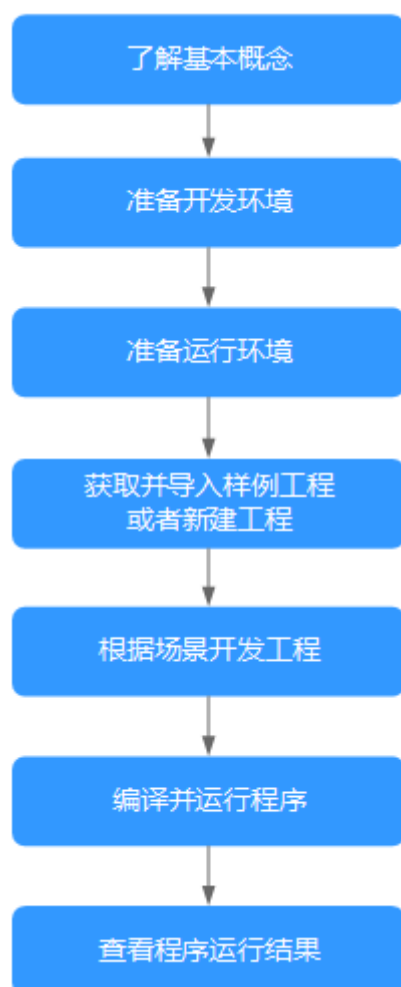 了解基本概念
准备开发环境
准备运行环境
获取并导入样例工程
或者新建工程
根据场景开发工程
编译并运行程序
查看程序运行结果